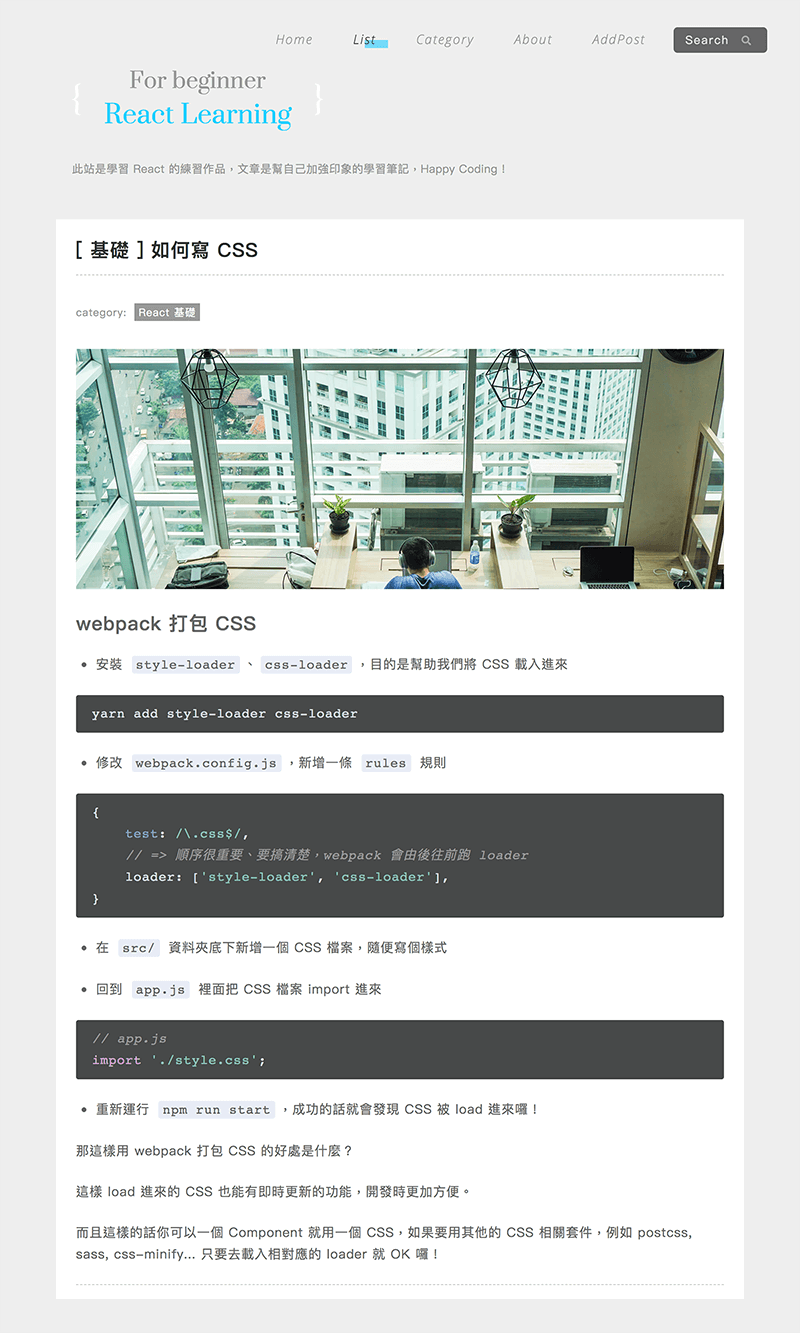 Home List Category About AddPost Search
{ For beginner }
React Learning
此站是學習 React 的練習作品，文章是幫自己加強印象的學習筆記，Happy Coding！
[ 基礎 ] 如何寫 CSS
category: React 基礎
webpack 打包 CSS
• 安裝 style-loader 、 css-loader ，目的是幫助我們將 CSS 載入進來
yarn add style-loader css-loader
• 修改 webpack.config.js ，新增一條 rules 規則
{
test: /\.css$/,
// => 順序很重要、要搞清楚，webpack 會由後往前跑 loader
loader: ['style-loader', 'css-loader'],
}
• 在 src/ 資料夾底下新增一個 CSS 檔案，隨便寫個樣式
• 回到 app.js 裡面把 CSS 檔案 import 進來
// app.js
import './style.css';
• 重新運行 npm run start ，成功的話就會發現 CSS 被 load 進來囉！
那這樣用 webpack 打包 CSS 的好處是什麼？
這樣 load 進來的 CSS 也能有即時更新的功能，開發時更加方便。
而且這樣的話你可以一個 Component 就用一個 CSS，如果要用其他的 CSS 相關套件，例如 postcss,
sass, css-minify... 只要去載入相對應的 loader 就 OK 囉！